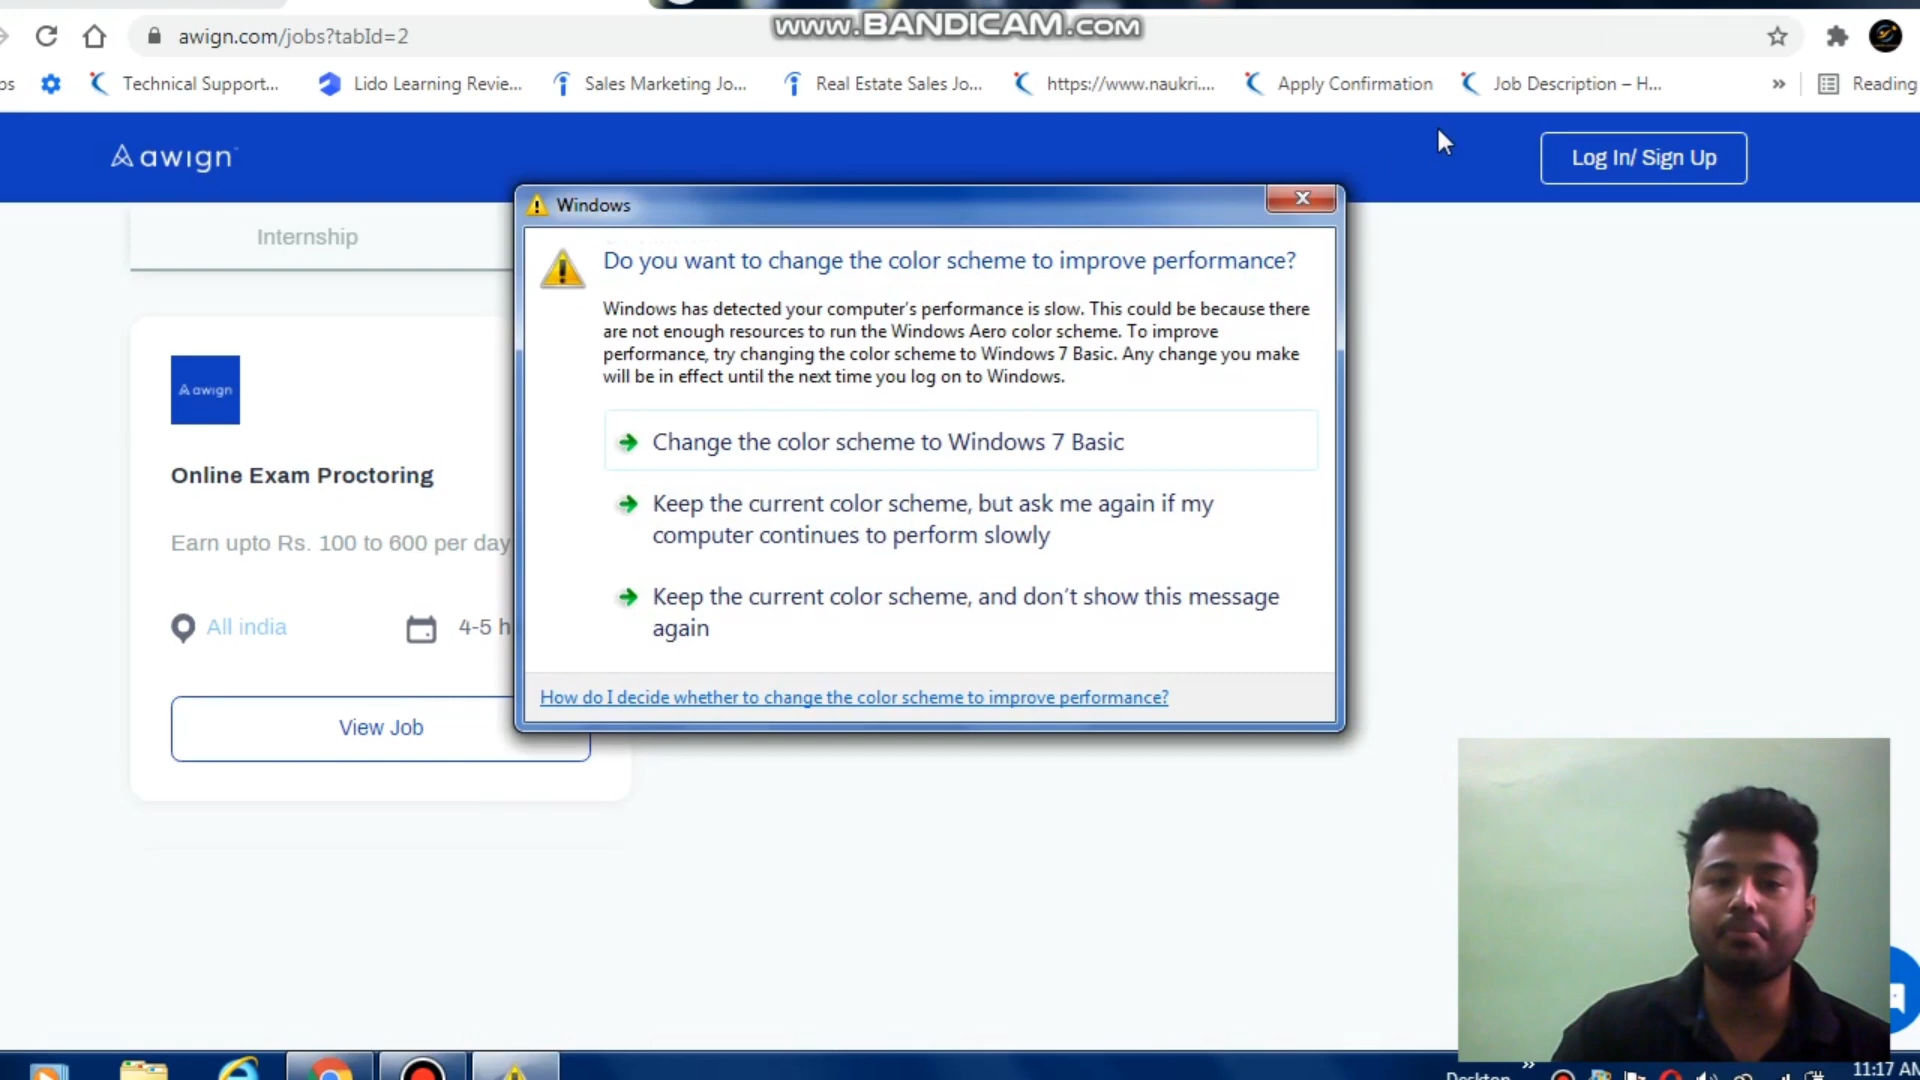 www.BANDICAM.com
awign.com/jobs?tabId=2
Technical Support...
Lido Learning Revie...
Sales Marketing Jo...
Real Estate Sales Jo...
https://www.naukri....
Apply Confirmation
Job Description – H...
»
Reading
awign
Log In/ Sign Up
Windows
Internship
Do you want to change the color scheme to improve performance?
Windows has detected your computer's performance is slow. This could be because there
are not enough resources to run the Windows Aero color scheme. To improve
performance, try changing the color scheme to Windows 7 Basic. Any change you make
will be in effect until the next time you log on to Windows.
awign
Change the color scheme to Windows 7 Basic
Online Exam Proctoring
Keep the current color scheme, but ask me again if my
computer continues to perform slowly
Earn upto Rs. 100 to 600 per day
Keep the current color scheme, and don't show this message
again
All india
4-5 h
How do I decide whether to change the color scheme to improve performance?
View Job
Desktop
»
11:17 AM